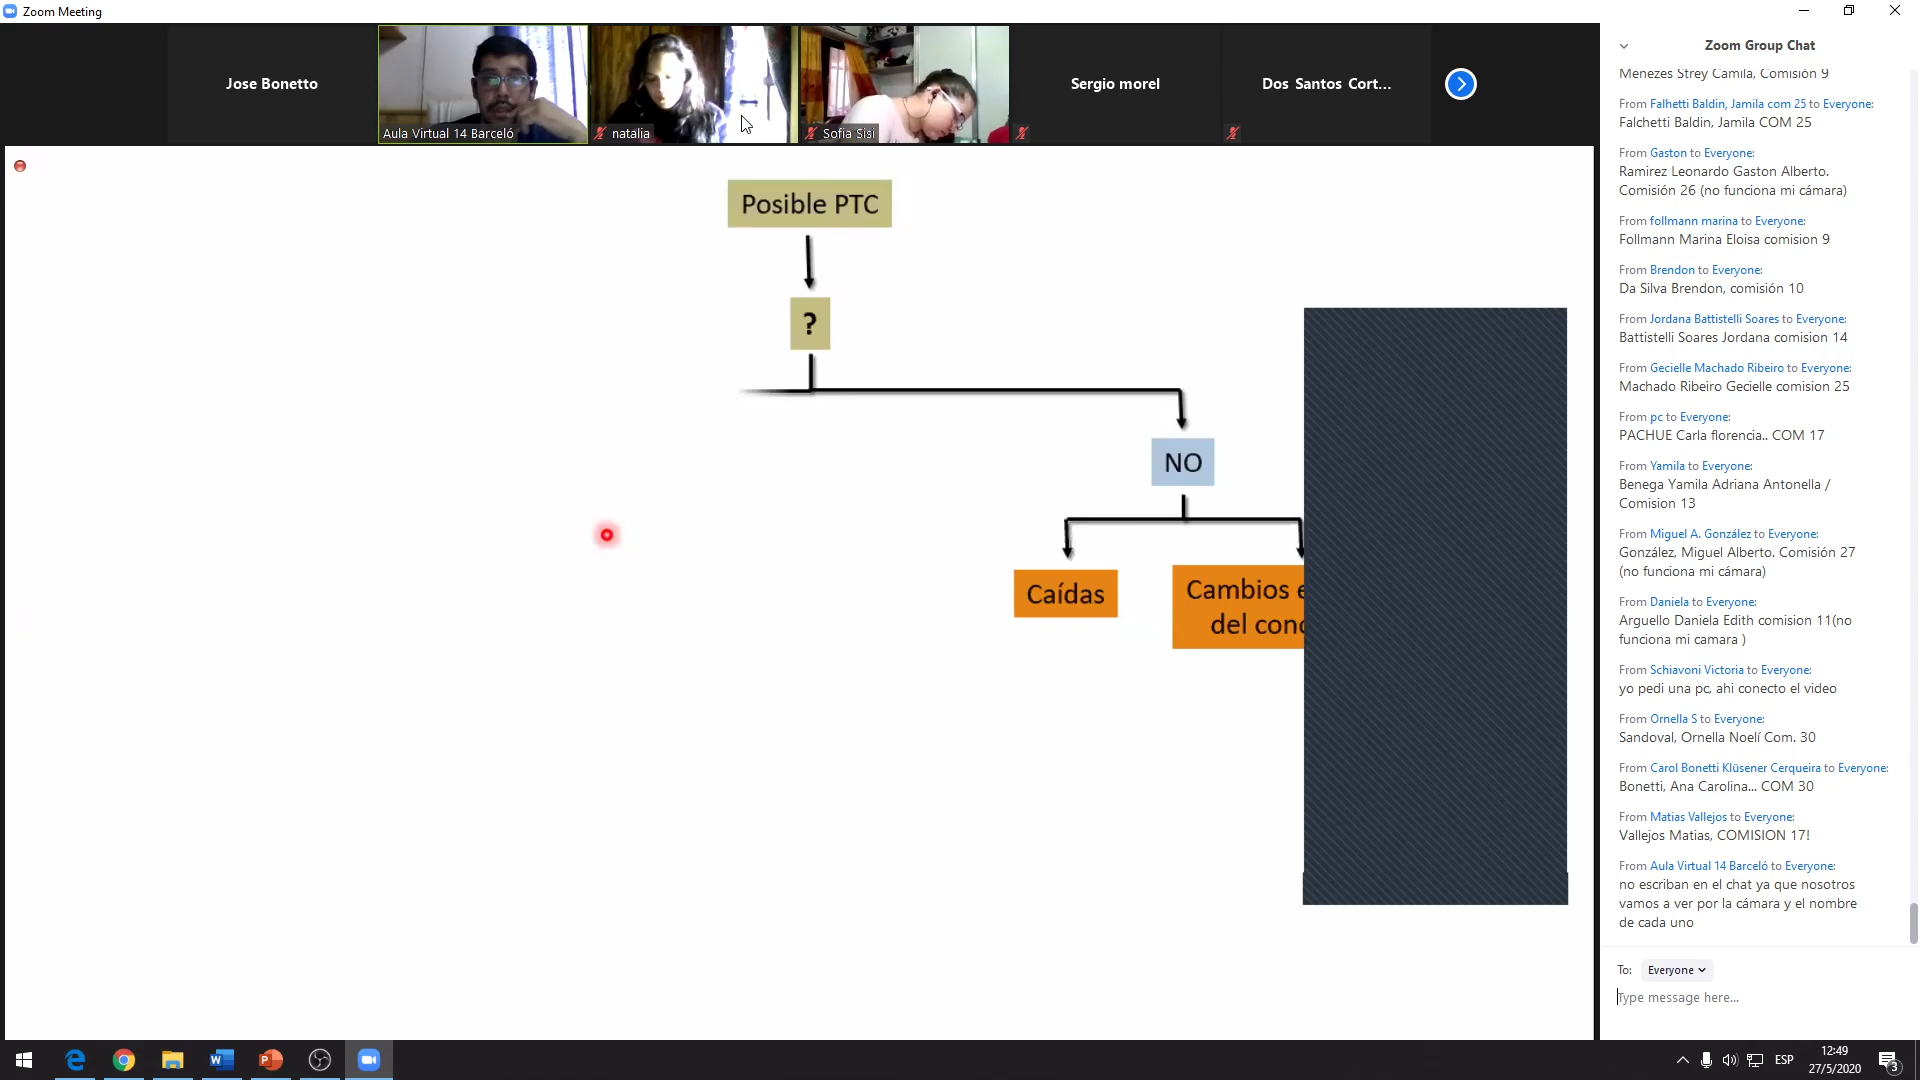 Zoom Meeting
Jose Bonetto
Aula Virtual 14 Barceló
natalia
Sofia Sisi
Sergio morel
Dos Santos Cort...
Posible PTC
?
NO
Caídas
Cambios e
del conc
Zoom Group Chat
Menezes Strey Camila, Comisión 9
From Falhetti Baldin, Jamila com 25 to Everyone:
Falchetti Baldin, Jamila COM 25
From Gaston to Everyone:
Ramirez Leonardo Gaston Alberto.
Comisión 26 (no funciona mi cámara)
From follmann marina to Everyone:
Follmann Marina Eloisa comision 9
From Brendon to Everyone:
Da Silva Brendon, comisión 10
From Jordana Battistelli Soares to Everyone:
Battistelli Soares Jordana comision 14
From Gecielle Machado Ribeiro to Everyone:
Machado Ribeiro Gecielle comision 25
From pc to Everyone:
PACHUE Carla florencia.. COM 17
From Yamila to Everyone:
Benega Yamila Adriana Antonella /
Comision 13
From Miguel A. González to Everyone:
González, Miguel Alberto. Comisión 27
(no funciona mi cámara)
From Daniela to Everyone:
Arguello Daniela Edith comision 11(no
funciona mi camara )
From Schiavoni Victoria to Everyone:
yo pedi una pc, ahi conecto el video
From Ornella S to Everyone:
Sandoval, Ornella Noelí Com. 30
From Carol Bonetti Klüsener Cerqueira to Everyone:
Bonetti, Ana Carolina... COM 30
From Matias Vallejos to Everyone:
Vallejos Matias, COMISION 17!
From Aula Virtual 14 Barceló to Everyone:
no escriban en el chat ya que nosotros
vamos a ver por la cámara y el nombre
de cada uno
To: Everyone
Type message here...
ESP
12:49
27/5/2020
3